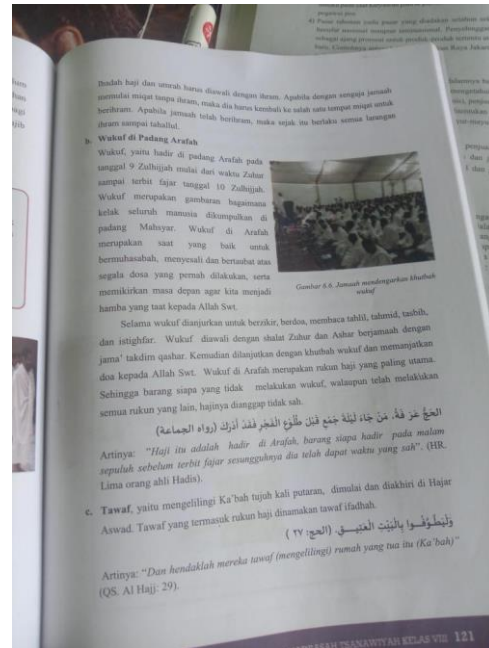 Ibadah haji dan umrah harus diawali dengan ihram. Apabila dengan sengaja jamaah
memulai miqat tanpa ihram, maka dia harus kembali ke salah satu tempat miqat untuk
berihram. Apabila jamaah telah berihram, maka sejak itu berlaku semua larangan
ihram sampai tahallul.
b. Wukuf di Padang Arafah
Wukuf, yaitu hadir di padang Arafah pada
tanggal 9 Zulhijjah mulai dari waktu Zuhur
sampai terbit fajar tanggal 10 Zulhijjah.
Wukuf merupakan gambaran bagaimana
kelak seluruh manusia dikumpulkan di
padang Mahsyar. Wukuf di Arafah
merupakan saat yang baik untuk
bermuhasabah, menyesali dan bertaubat atas
segala dosa yang pernah dilakukan, serta
memikirkan masa depan agar kita menjadi
hamba yang taat kepada Allah Swt.
Gambar 6.6. Jamaah mendengarkan khutbah
wukuf
Selama wukuf dianjurkan untuk berzikir, berdoa, membaca tahlil, tahmid, tasbih,
dan istighfar. Wukuf diawali dengan shalat Zuhur dan Ashar berjamaah dengan
jama' takdim qashar. Kemudian dilanjutkan dengan khutbah wukuf dan memanjatkan
doa kepada Allah Swt. Wukuf di Arafah merupakan rukun haji yang paling utama.
Sehingga barang siapa yang tidak melakukan wukuf, walaupun telah melakukan
semua rukun yang lain, hajinya dianggap tidak sah.
الحَجُّ عَرَ فَةُ، مَنْ جَاءَ لَيْلَةَ جَمَعٍ قَبْلَ طُلُوْعِ الْفَجْرِ فَقَدْ أَدْرَكَ (رواه الجماعة)
Artinya: "Haji itu adalah hadir di Arafah, barang siapa hadir pada malam
sepuluh sebelum terbit fajar sesungguhnya dia telah dapat waktu yang sah". (HR.
Lima orang ahli Hadis).
c. Tawaf, yaitu mengelilingi Ka'bah tujuh kali putaran, dimulai dan diakhiri di Hajar
Aswad. Tawaf yang termasuk rukun haji dinamakan tawaf ifadhah.
وَلْيَطَّوَّفُوا بِالْبَيْتِ الْعَتِيقِ. (الحج: ٢٧)
Artinya: "Dan hendaklah mereka tawaf (mengelilingi) rumah yang tua itu (Ka'bah)"
(QS. Al Hajj: 29).
TSANAWIYAH KELAS VIII 121